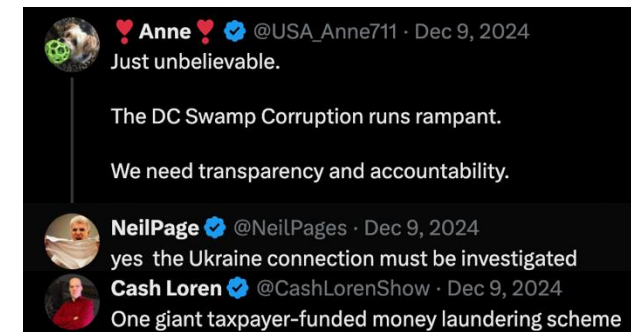 ❣️ Anne ❣️ @USA_Anne711 · Dec 9, 2024
Just unbelievable.
The DC Swamp Corruption runs rampant.
We need transparency and accountability.
NeilPage @NeilPages · Dec 9, 2024
yes the Ukraine connection must be investigated
Cash Loren @CashLorenShow · Dec 9, 2024
One giant taxpayer-funded money laundering scheme